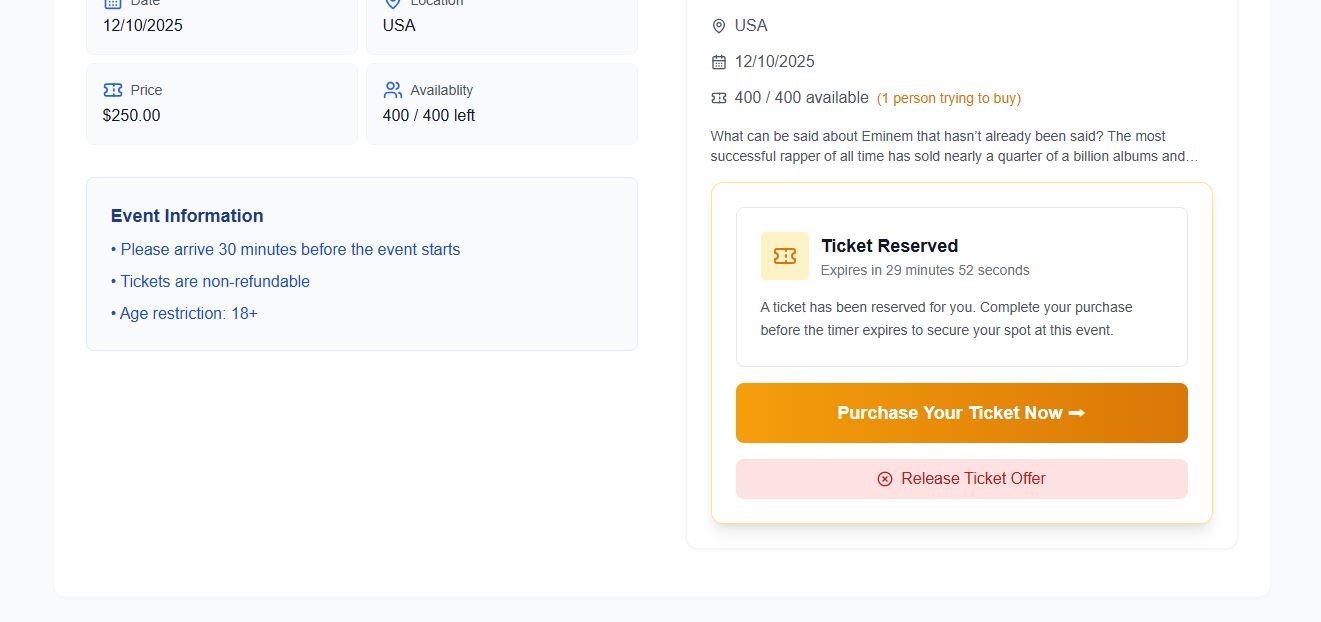 Date
12/10/2025
Location
USA
Price
$250.00
Availablity
400 / 400 left
Event Information
• Please arrive 30 minutes before the event starts
• Tickets are non-refundable
• Age restriction: 18+
USA
12/10/2025
400 / 400 available (1 person trying to buy)
What can be said about Eminem that hasn’t already been said? The most
successful rapper of all time has sold nearly a quarter of a billion albums and…
Ticket Reserved
Expires in 29 minutes 52 seconds
A ticket has been reserved for you. Complete your purchase
before the timer expires to secure your spot at this event.
Purchase Your Ticket Now ➞
Release Ticket Offer